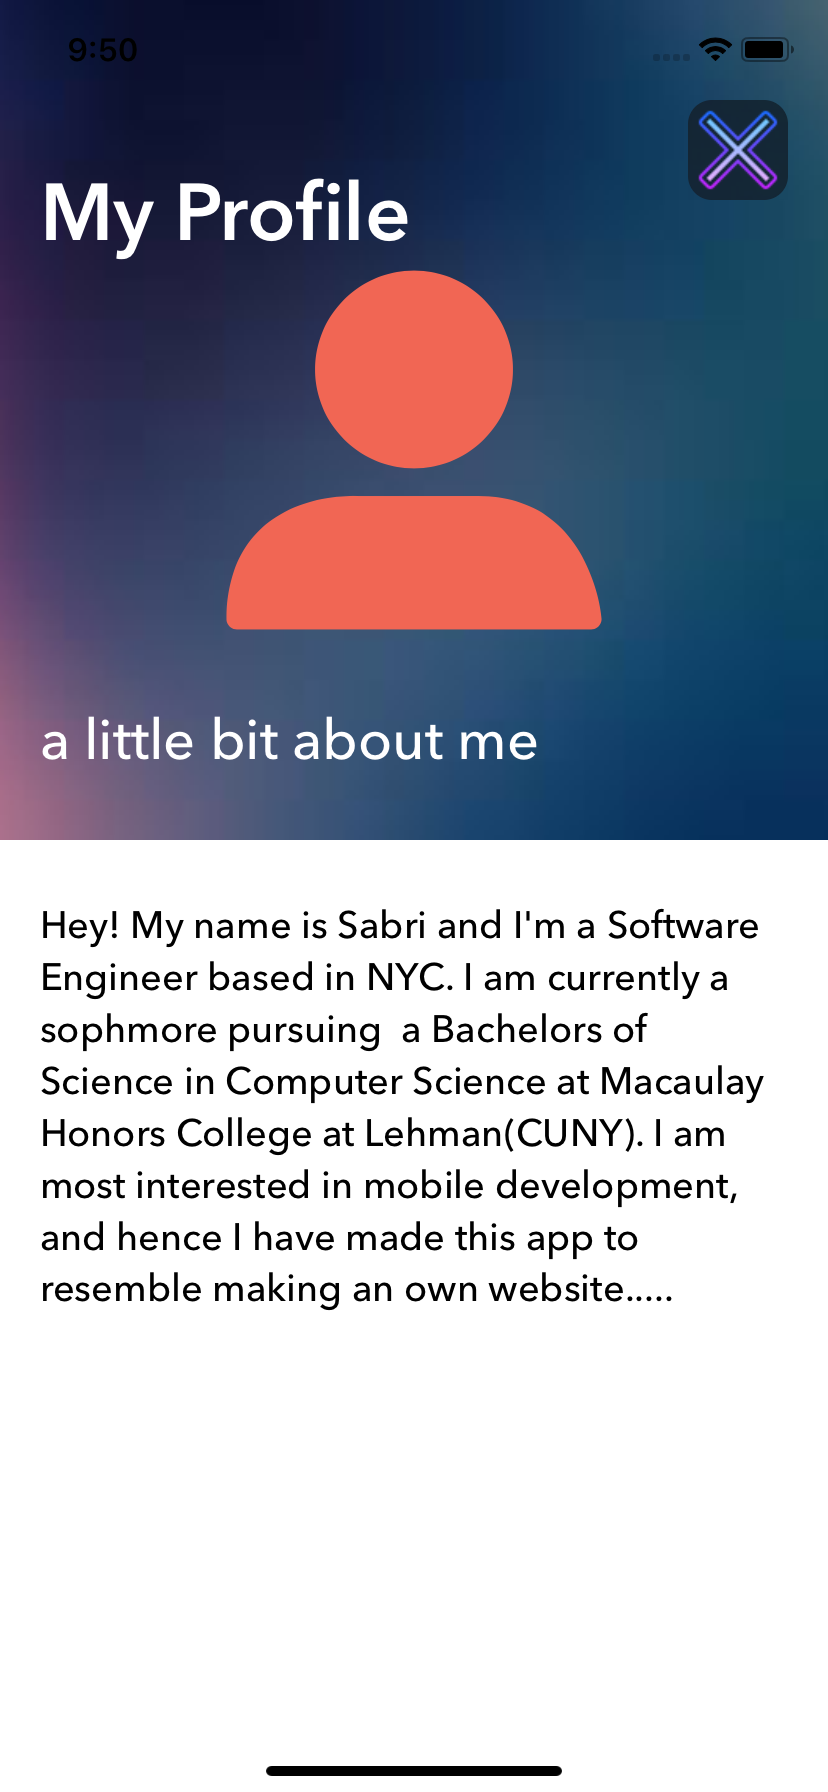 9:50
My Profile
a little bit about me
Hey! My name is Sabri and I'm a Software
Engineer based in NYC. I am currently a
sophmore pursuing  a Bachelors of
Science in Computer Science at Macaulay
Honors College at Lehman(CUNY). I am
most interested in mobile development,
and hence I have made this app to
resemble making an own website.....